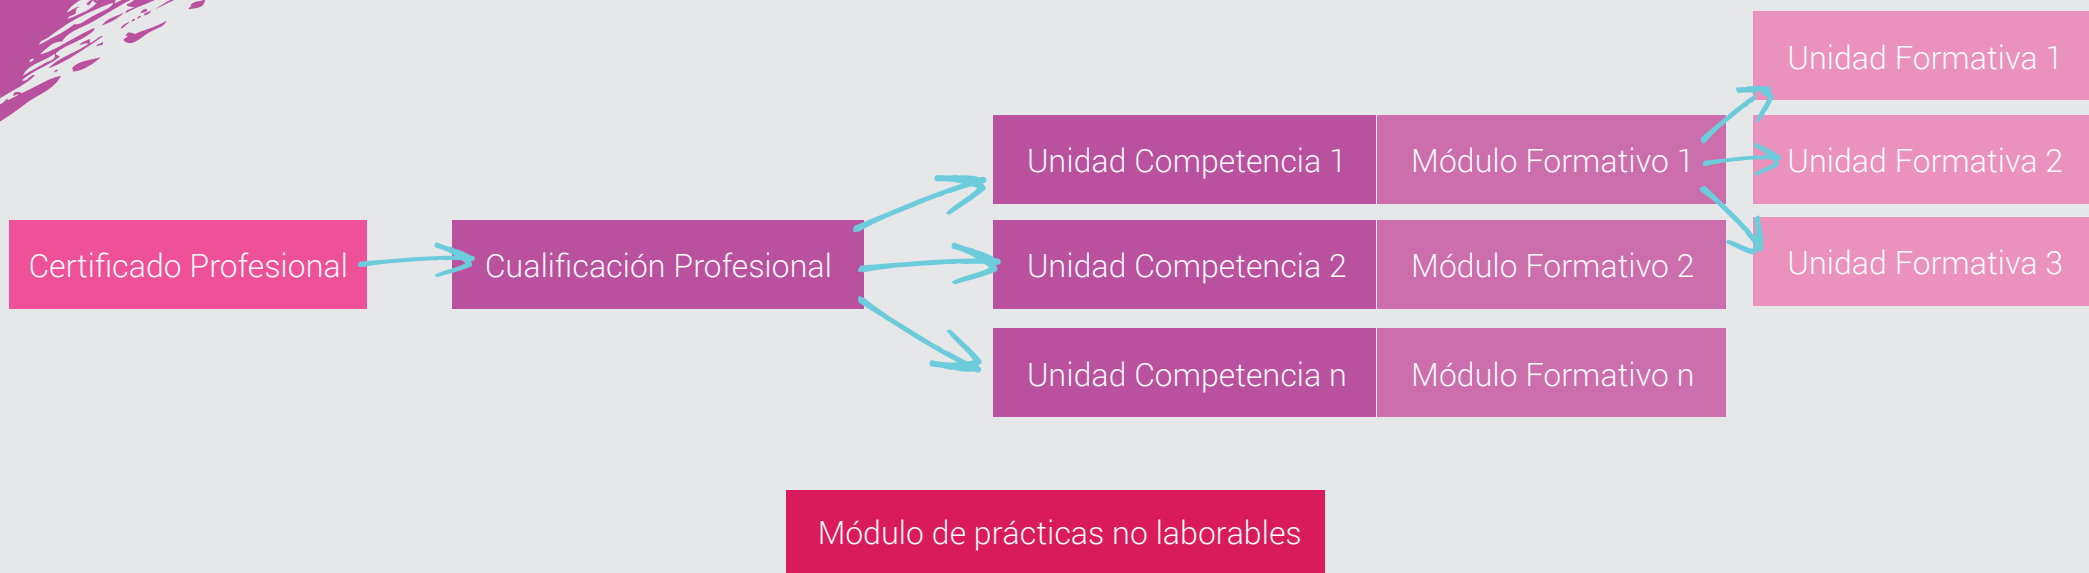 Unidad Formativa 1
Unidad Competencia 1
Módulo Formativo 1
Unidad Formativa 2
Certificado Profesional
Cualificación Profesional
Unidad Competencia 2
Módulo Formativo 2
Unidad Formativa 3
Unidad Competencia n
Módulo Formativo n
Módulo de prácticas no laborables